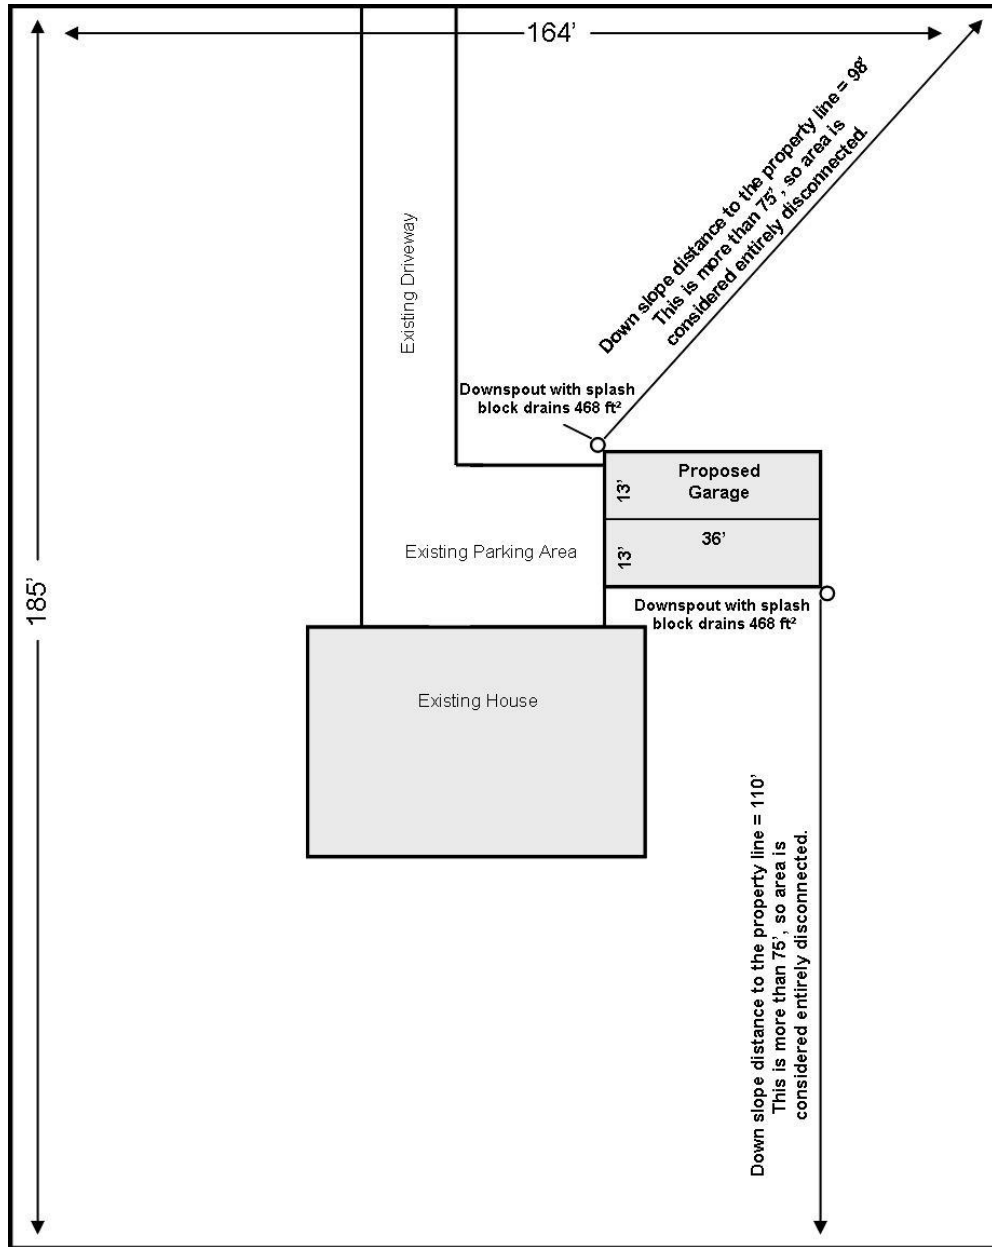 164’
185’
Down slope distance to the property line = 98’
This is more than 75’, so area is
considered entirely disconnected.
Existing Driveway
Downspout with splash
block drains 468 ft²
Proposed
Garage
13’
36’
13’
Existing Parking Area
Downspout with splash
block drains 468 ft²
Existing House
Down slope distance to the property line = 110’
This is more than 75’, so area is
considered entirely disconnected.